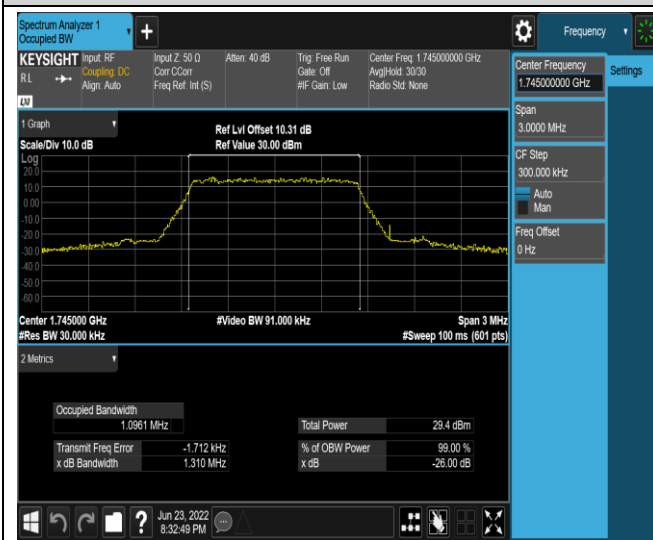 Spectrum Analyzer 1
Occupied BW
+
Frequency
KEYSIGHT
RL
LXI
Input: RF
Coupling: DC
Align: Auto
Input Z: 50 Ω
Corr CCorr
Freq Ref: Int (S)
Atten: 40 dB
Trig: Free Run
Gate: Off
#IF Gain: Low
Center Freq: 1.745000000 GHz
Avg|Hold: 30/30
Radio Std: None
Center Frequency
1.745000000 GHz
Settings
Span
3.0000 MHz
CF Step
300.000 kHz
Auto
Man
Freq Offset
0 Hz
1 Graph
Scale/Div 10.0 dB
Ref Lvl Offset 10.31 dB
Ref Value 30.00 dBm
Log
20.0
10.0
0.00
-10.0
-20.0
-30.0
-40.0
-50.0
-60.0
Center 1.745000 GHz
#Video BW 91.000 kHz
Span 3 MHz
#Res BW 30.000 kHz
#Sweep 100 ms (601 pts)
2 Metrics
Occupied Bandwidth
1.0961 MHz
Total Power 29.4 dBm
Transmit Freq Error -1.712 kHz
% of OBW Power 99.00 %
x dB Bandwidth 1.310 MHz
x dB -26.00 dB
?
Jun 23, 2022
8:32:49 PM